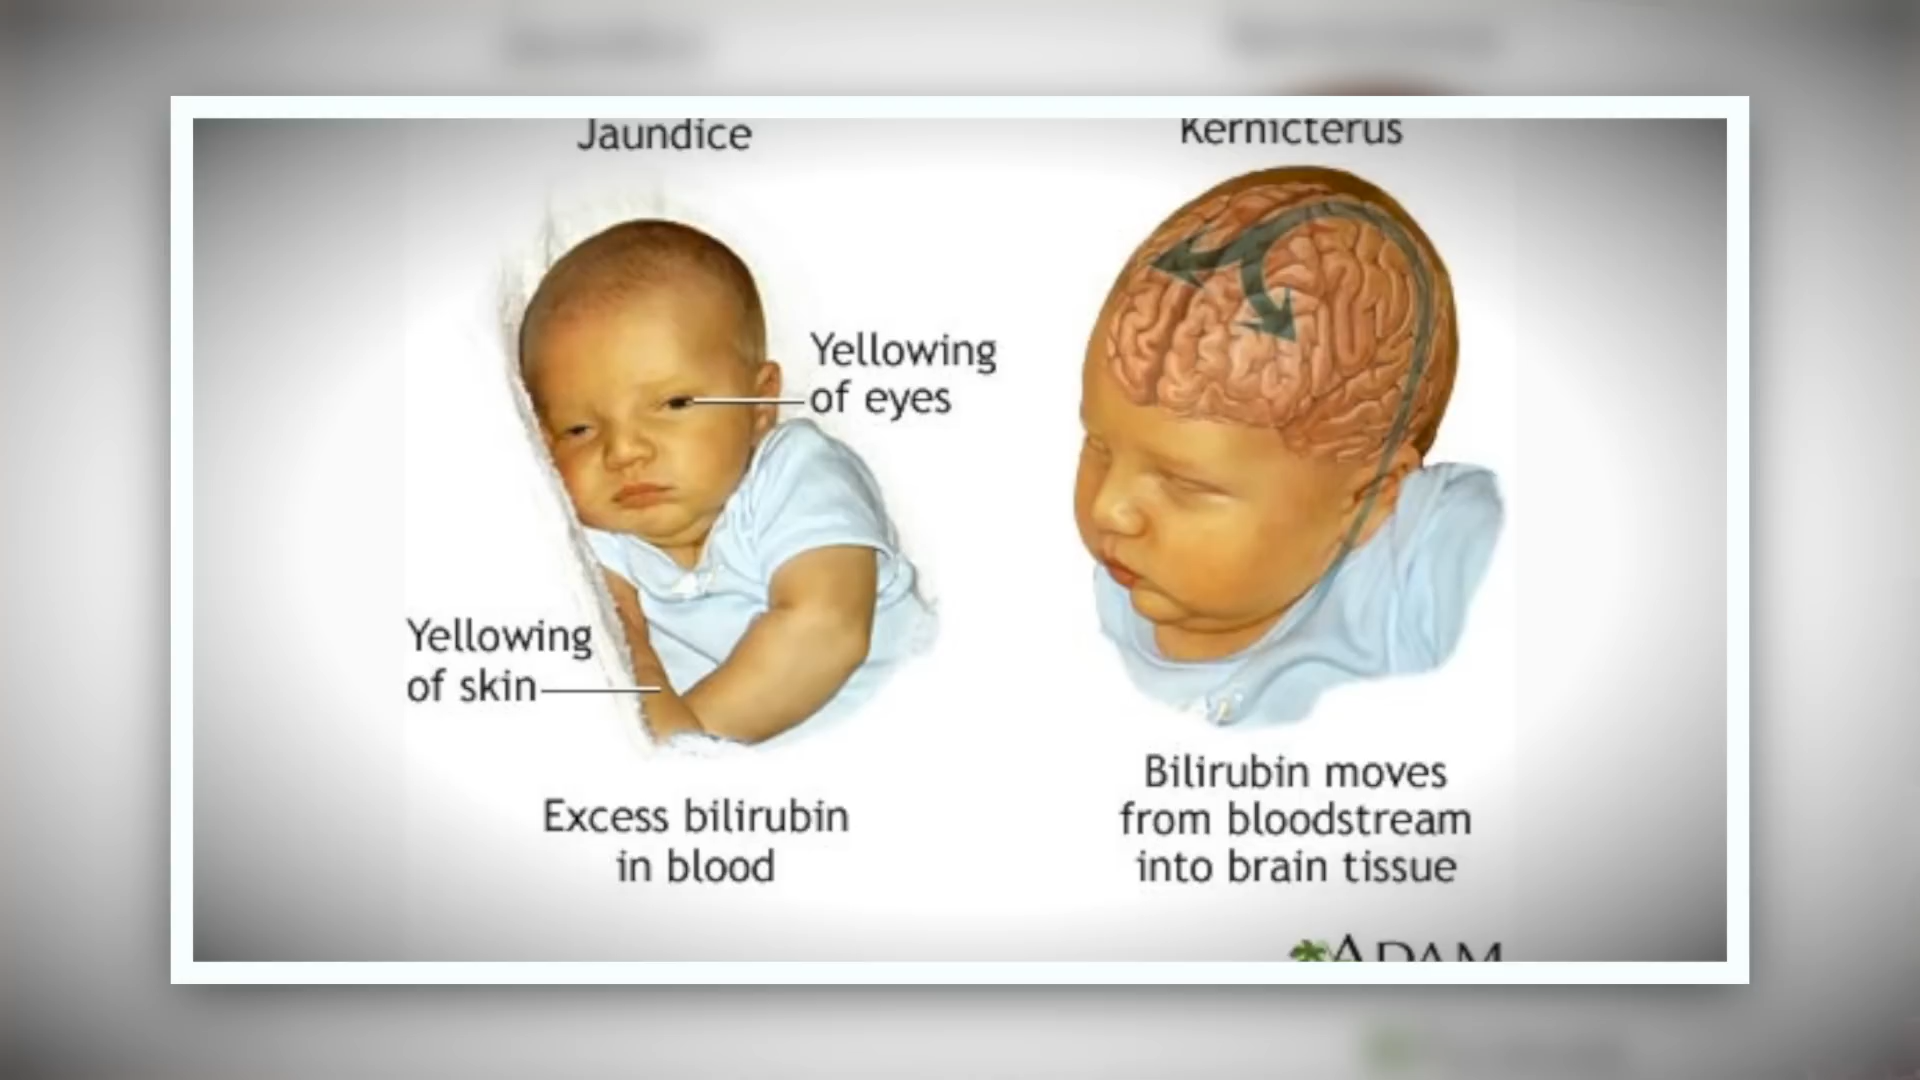 Jaundice
Kernicterus
Yellowing
of eyes
Yellowing
of skin
Excess bilirubin
in blood
Bilirubin moves
from bloodstream
into brain tissue
ADAM